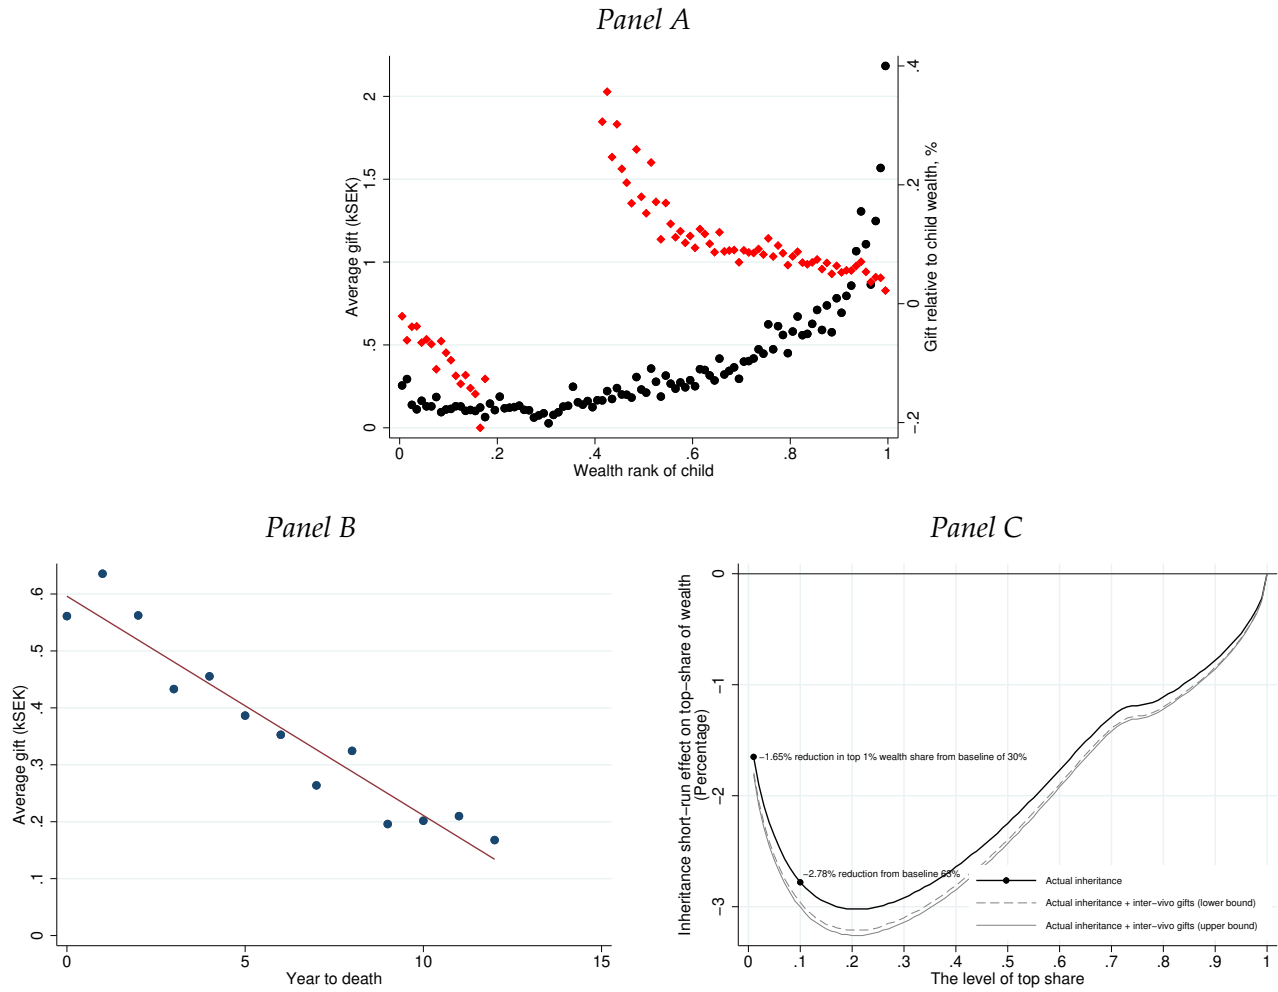 Panel A
Average gift (kSEK)
0 .5 1 1.5 2
Gift relative to child wealth, %
−.2 0 .2 .4
0 .2 .4 .6 .8 1
Wealth rank of child
Panel B
Average gift (kSEK)
0 .1 .2 .3 .4 .5 .6
0 5 10 15
Year to death
Panel C
Inheritance short−run effect on top−share of wealth
(Percentage)
−3 −2 −1 0
−1.65% reduction in top 1% wealth share from baseline of 30%
−2.78% reduction from baseline 63%
Actual inheritance
Actual inheritance + inter−vivo gifts (lower bound)
Actual inheritance + inter−vivo gifts (upper bound)
0 .1 .2 .3 .4 .5 .6 .7 .8 .9 1
The level of top share